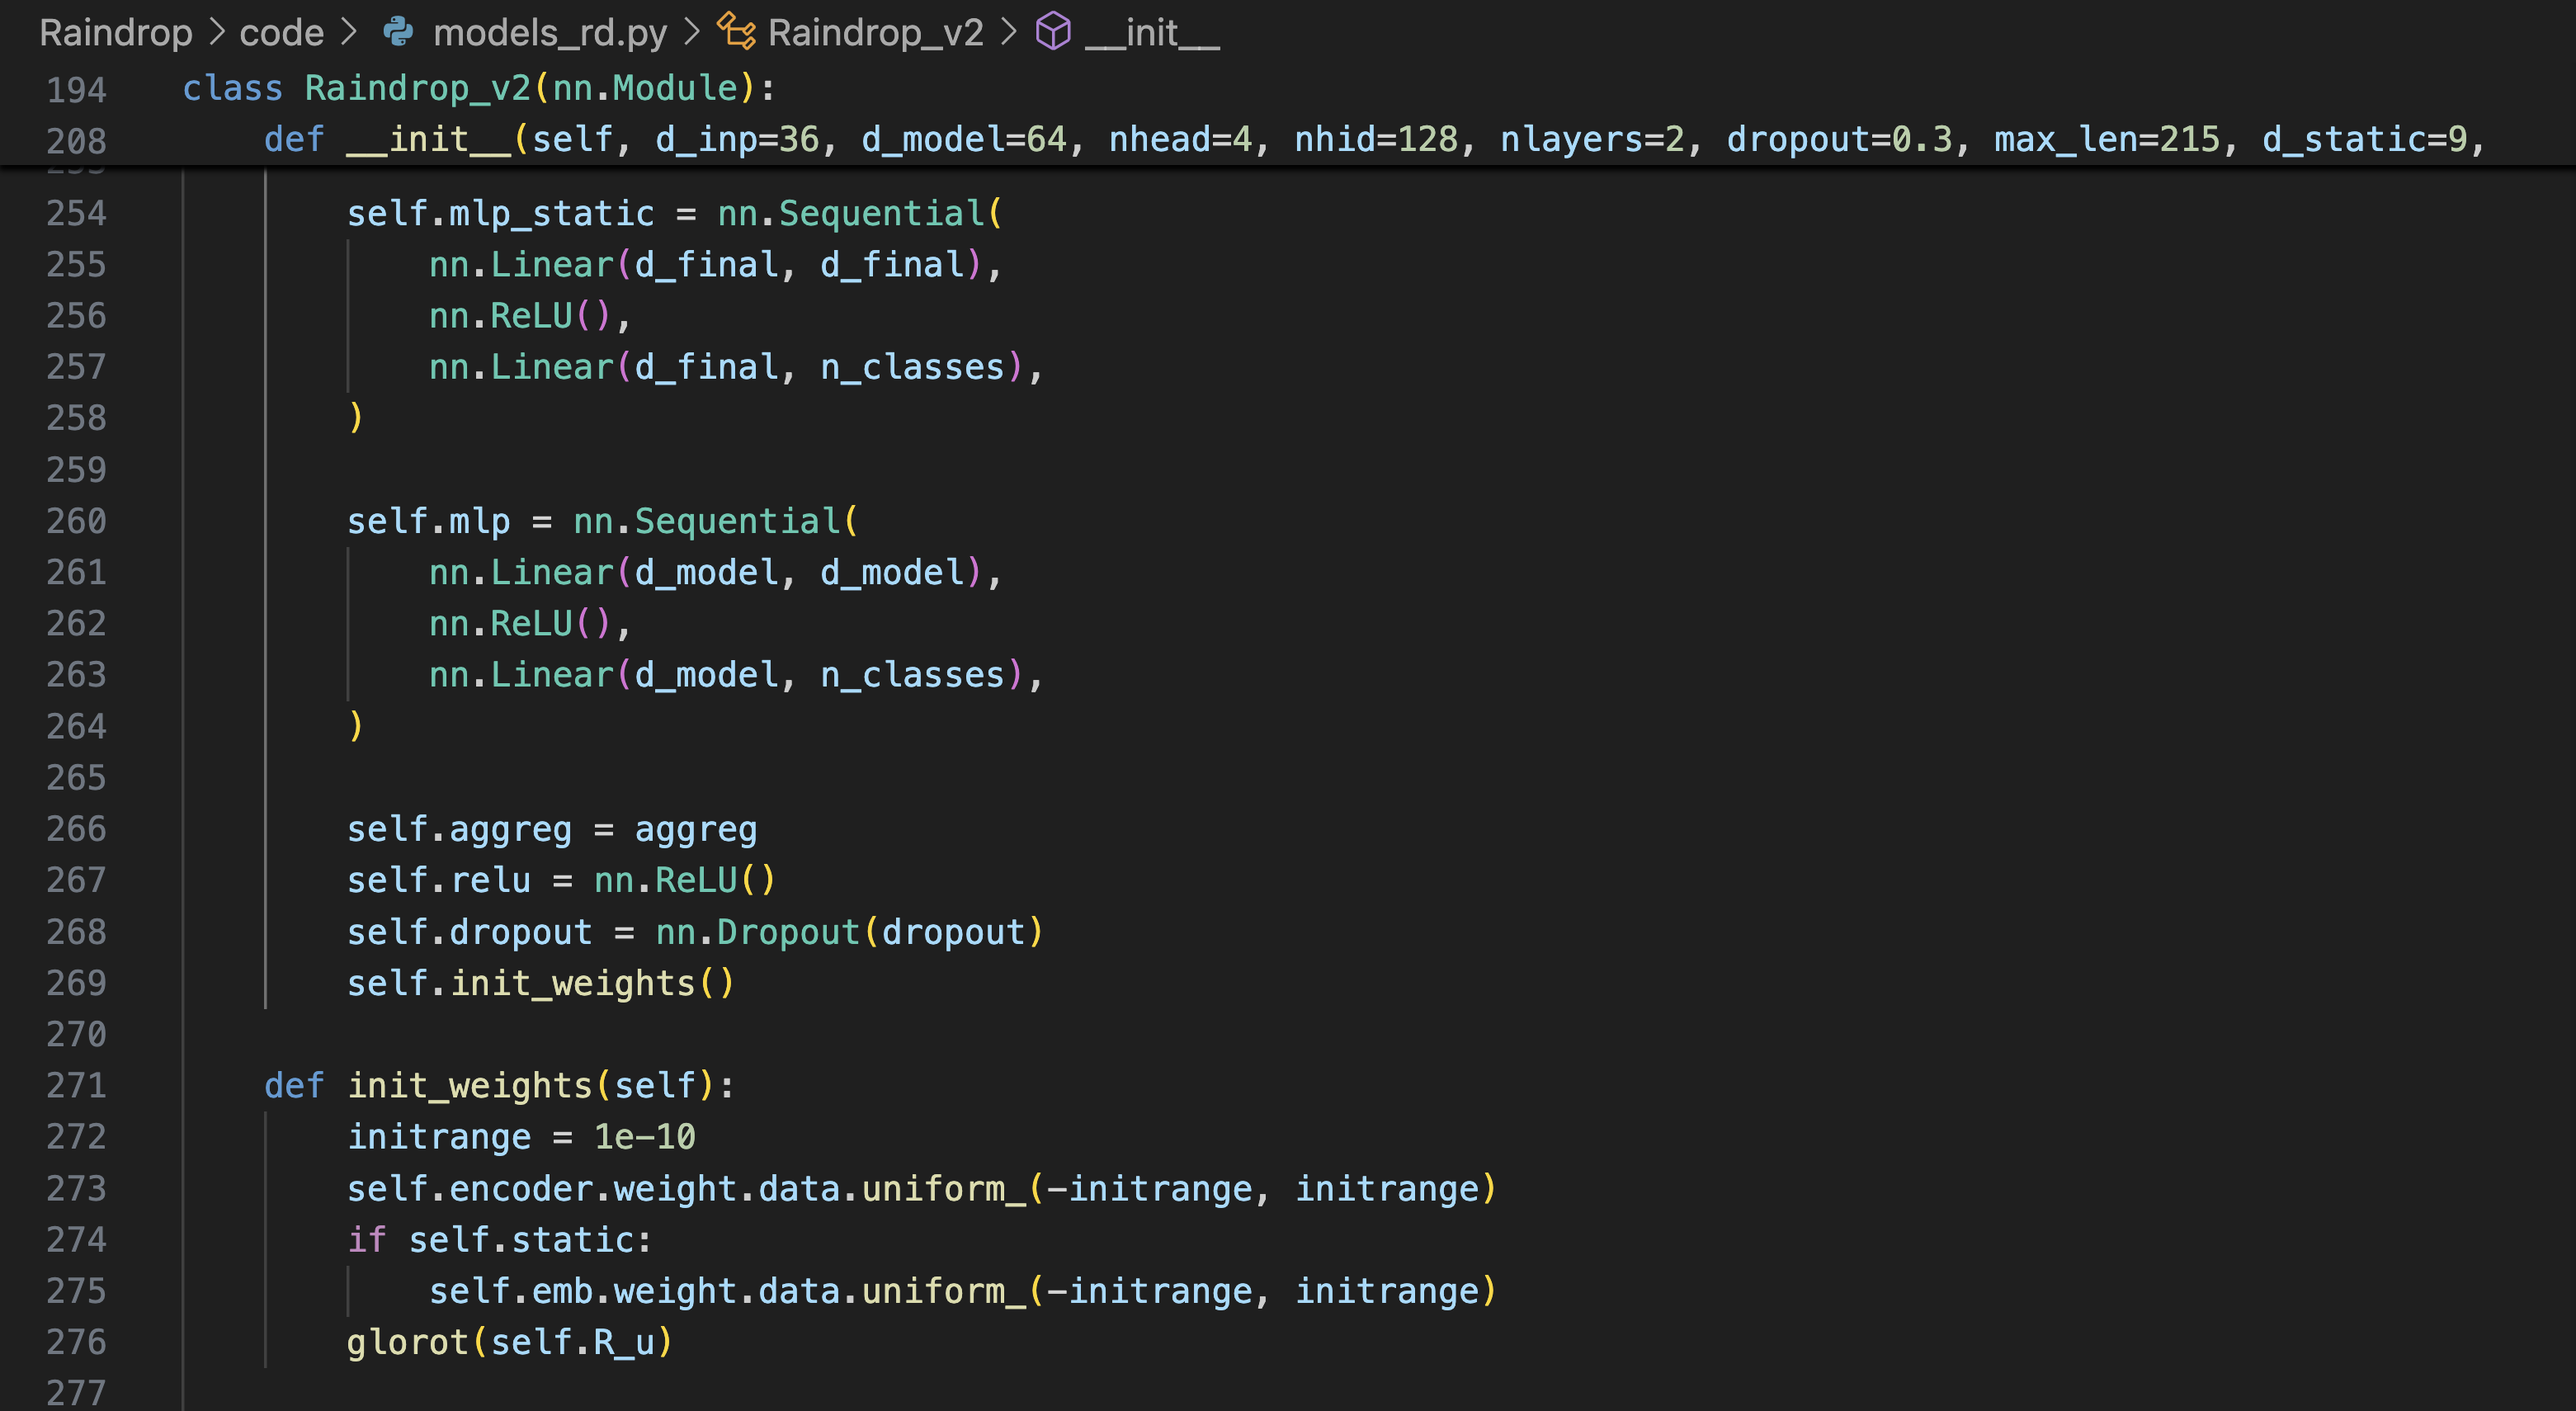 Raindrop > code > models_rd.py > Raindrop_v2 > __init__
194 class Raindrop_v2(nn.Module):
208     def __init__(self, d_inp=36, d_model=64, nhead=4, nhid=128, nlayers=2, dropout=0.3, max_len=215, d_static=9,
254         self.mlp_static = nn.Sequential(
255             nn.Linear(d_final, d_final),
256             nn.ReLU(),
257             nn.Linear(d_final, n_classes),
258         )
259
260         self.mlp = nn.Sequential(
261             nn.Linear(d_model, d_model),
262             nn.ReLU(),
263             nn.Linear(d_model, n_classes),
264         )
265
266         self.aggreg = aggreg
267         self.relu = nn.ReLU()
268         self.dropout = nn.Dropout(dropout)
269         self.init_weights()
270
271     def init_weights(self):
272         initrange = 1e-10
273         self.encoder.weight.data.uniform_(-initrange, initrange)
274         if self.static:
275             self.emb.weight.data.uniform_(-initrange, initrange)
276         glorot(self.R_u)
277